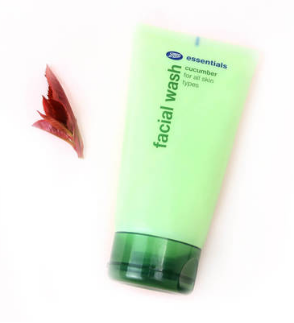 Boots
essentials
cucumber
for all skin
types
facial wash